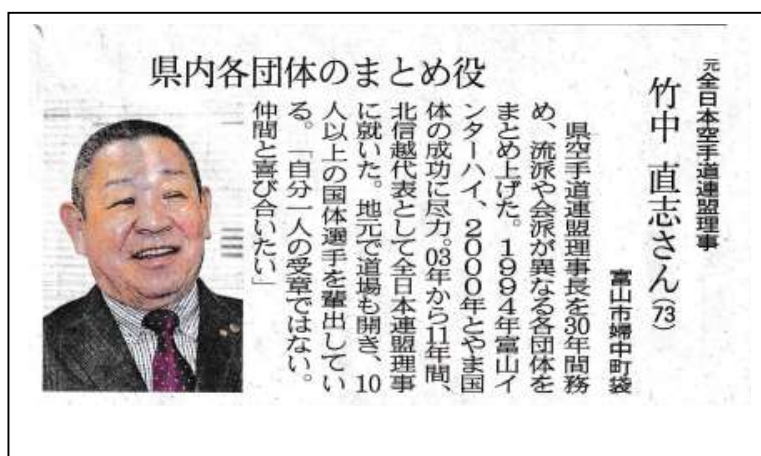 元全日本空手道連盟理事
竹中 直志さん(73)
富山市婦中町袋
県内各団体のまとめ役
県空手道連盟理事長を30年間務
め、流派や会派が異なる各団体を
まとめ上げた。1994年富山イ
ンターハイ、2000年とやま国
体の成功に尽力。03年から11年間、
北信越代表として全日本連盟理事
に就いた。地元で道場も開き、10
人以上の国体選手を輩出してい
る。「自分一人の受章ではない。
仲間と喜び合いたい」